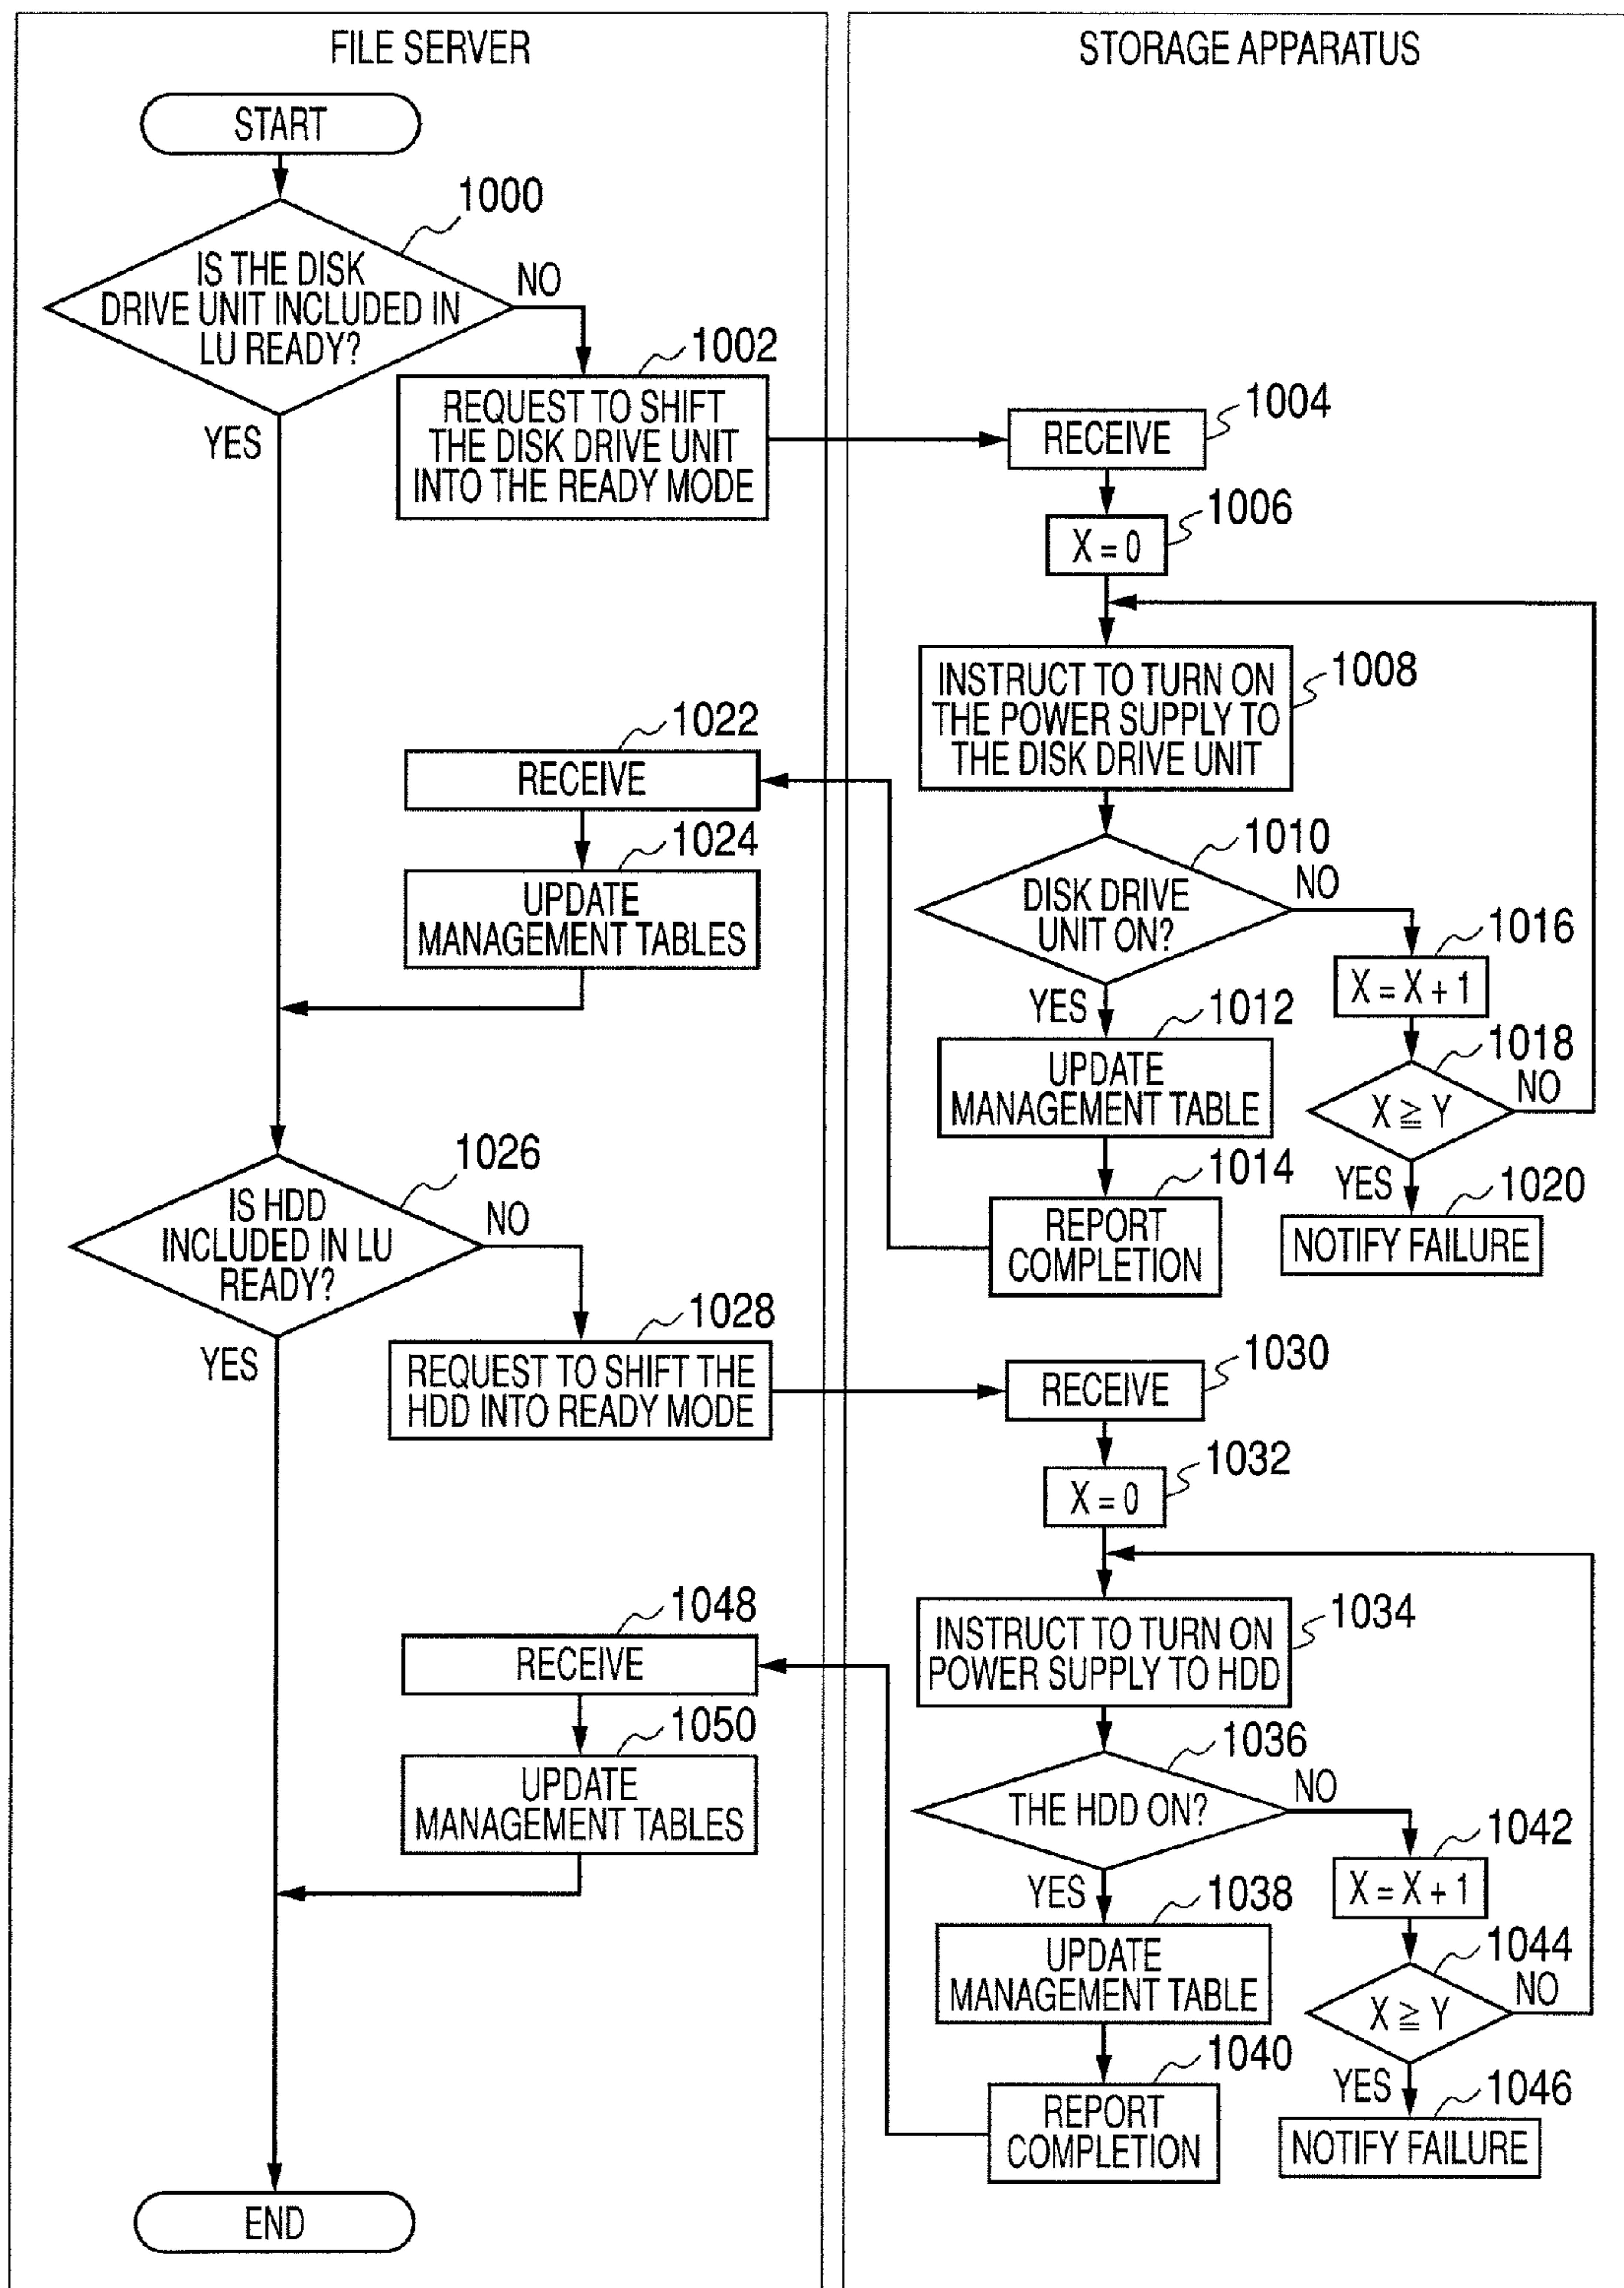 FILE SERVER
START
1000
IS THE DISK
DRIVE UNIT INCLUDED IN
LU READY?
NO
YES
1002
REQUEST TO SHIFT
THE DISK DRIVE UNIT
INTO THE READY MODE
1022
RECEIVE
1024
UPDATE
MANAGEMENT TABLES
1026
IS HDD
INCLUDED IN LU
READY?
NO
YES
1028
REQUEST TO SHIFT THE
HDD INTO READY MODE
1048
RECEIVE
1050
UPDATE
MANAGEMENT TABLES
END
STORAGE APPARATUS
1004
RECEIVE
1006
X = 0
1008
INSTRUCT TO TURN ON
THE POWER SUPPLY TO
THE DISK DRIVE UNIT
1010
DISK DRIVE
UNIT ON?
NO
YES
1016
X = X + 1
1012
UPDATE
MANAGEMENT TABLE
1018
X ≧ Y
NO
YES
1014
REPORT
COMPLETION
1020
NOTIFY FAILURE
1030
RECEIVE
1032
X = 0
1034
INSTRUCT TO TURN ON
POWER SUPPLY TO HDD
1036
THE HDD ON?
NO
YES
1042
X = X + 1
1038
UPDATE
MANAGEMENT TABLE
1044
X ≧ Y
NO
YES
1040
REPORT
COMPLETION
1046
NOTIFY FAILURE